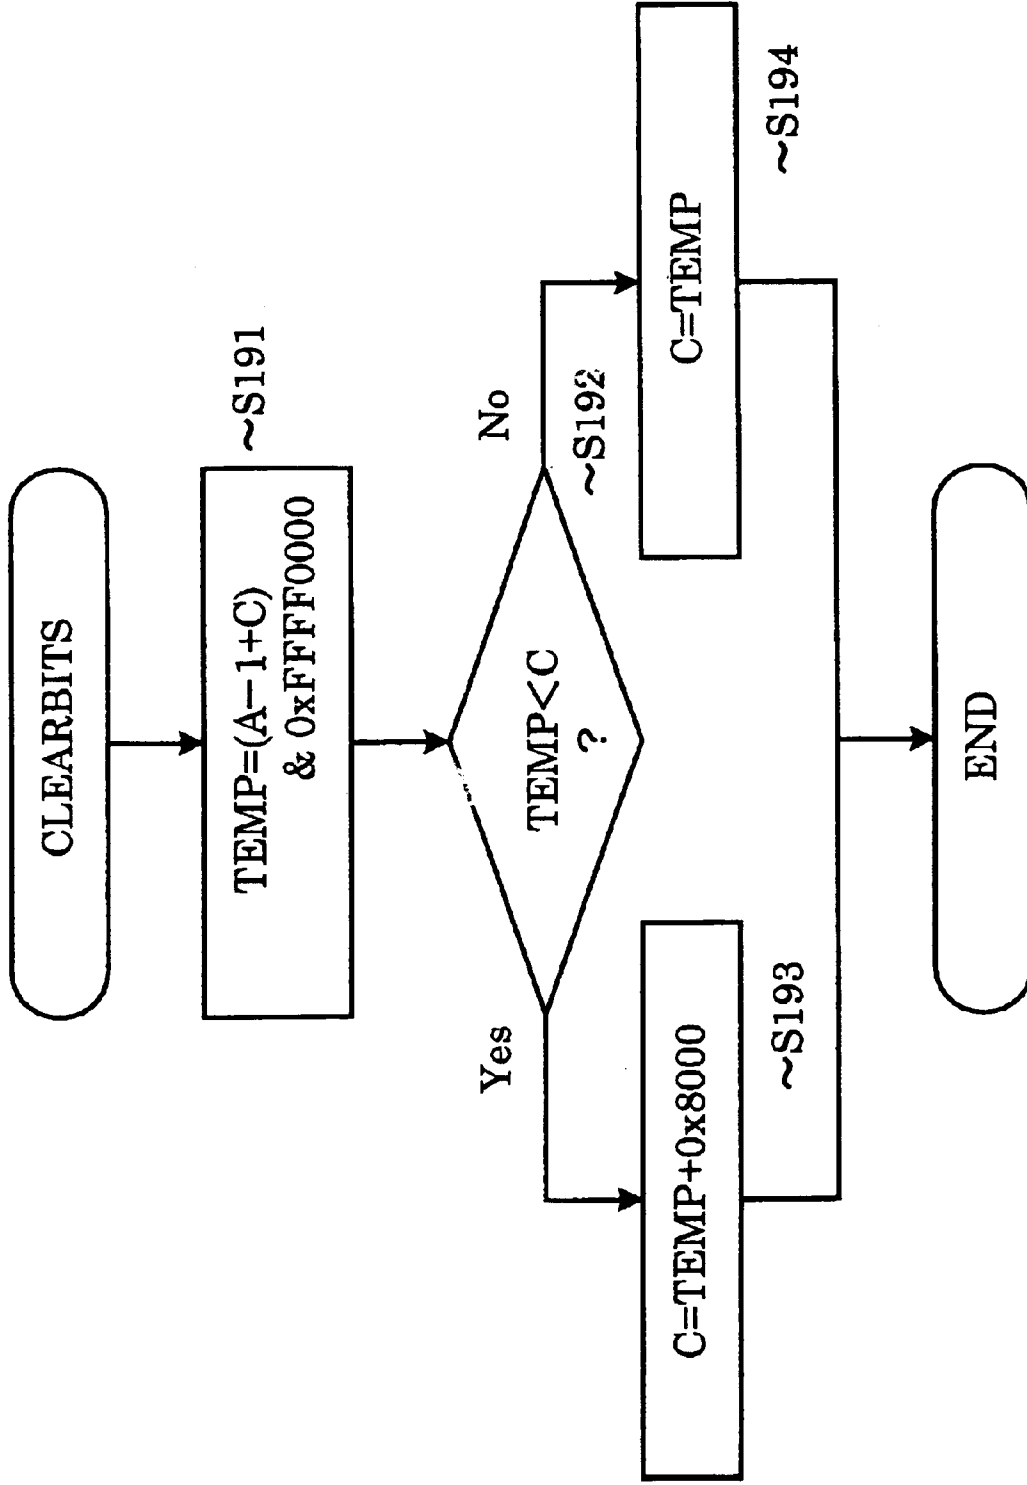 CLEARBITS
TEMP=(A-1+C)
& 0xFFFF0000
~S191
TEMP<C
?
~S192
Yes
No
C=TEMP+0x8000
~S193
C=TEMP
~S194
END